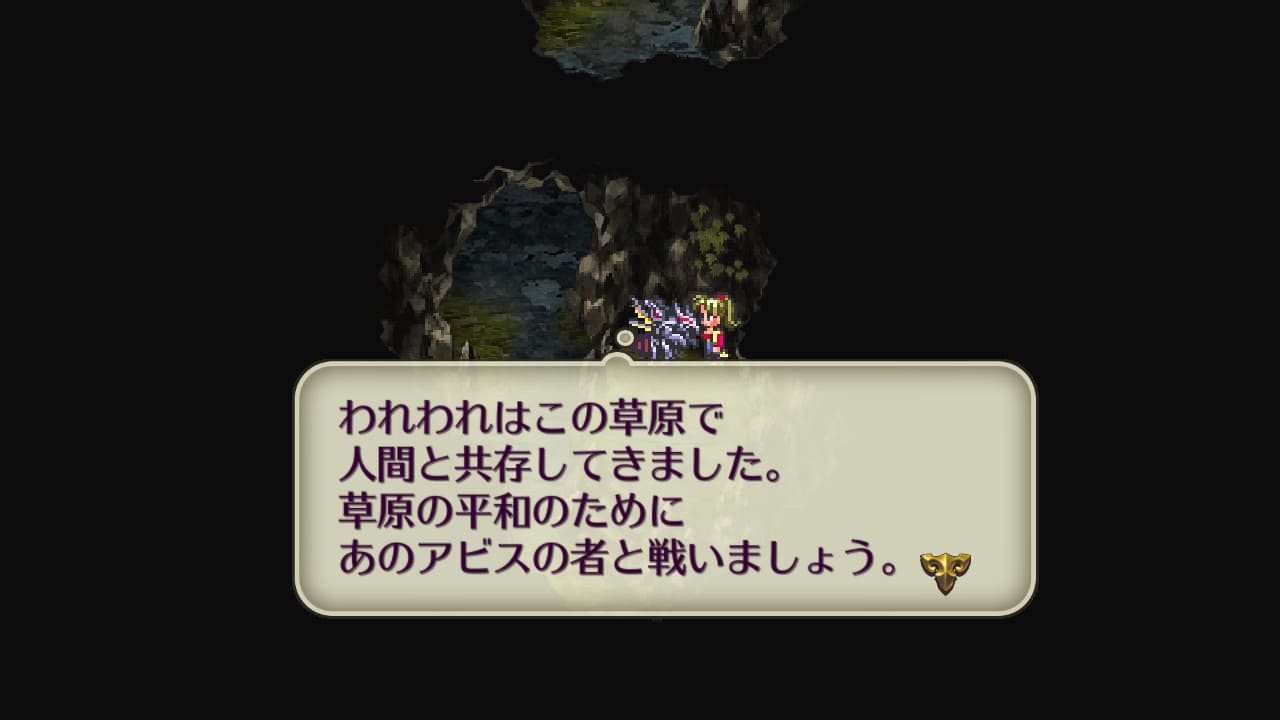 われわれはこの草原で
人間と共存してきました。
草原の平和のために
あのアビスの者と戦いましょう。